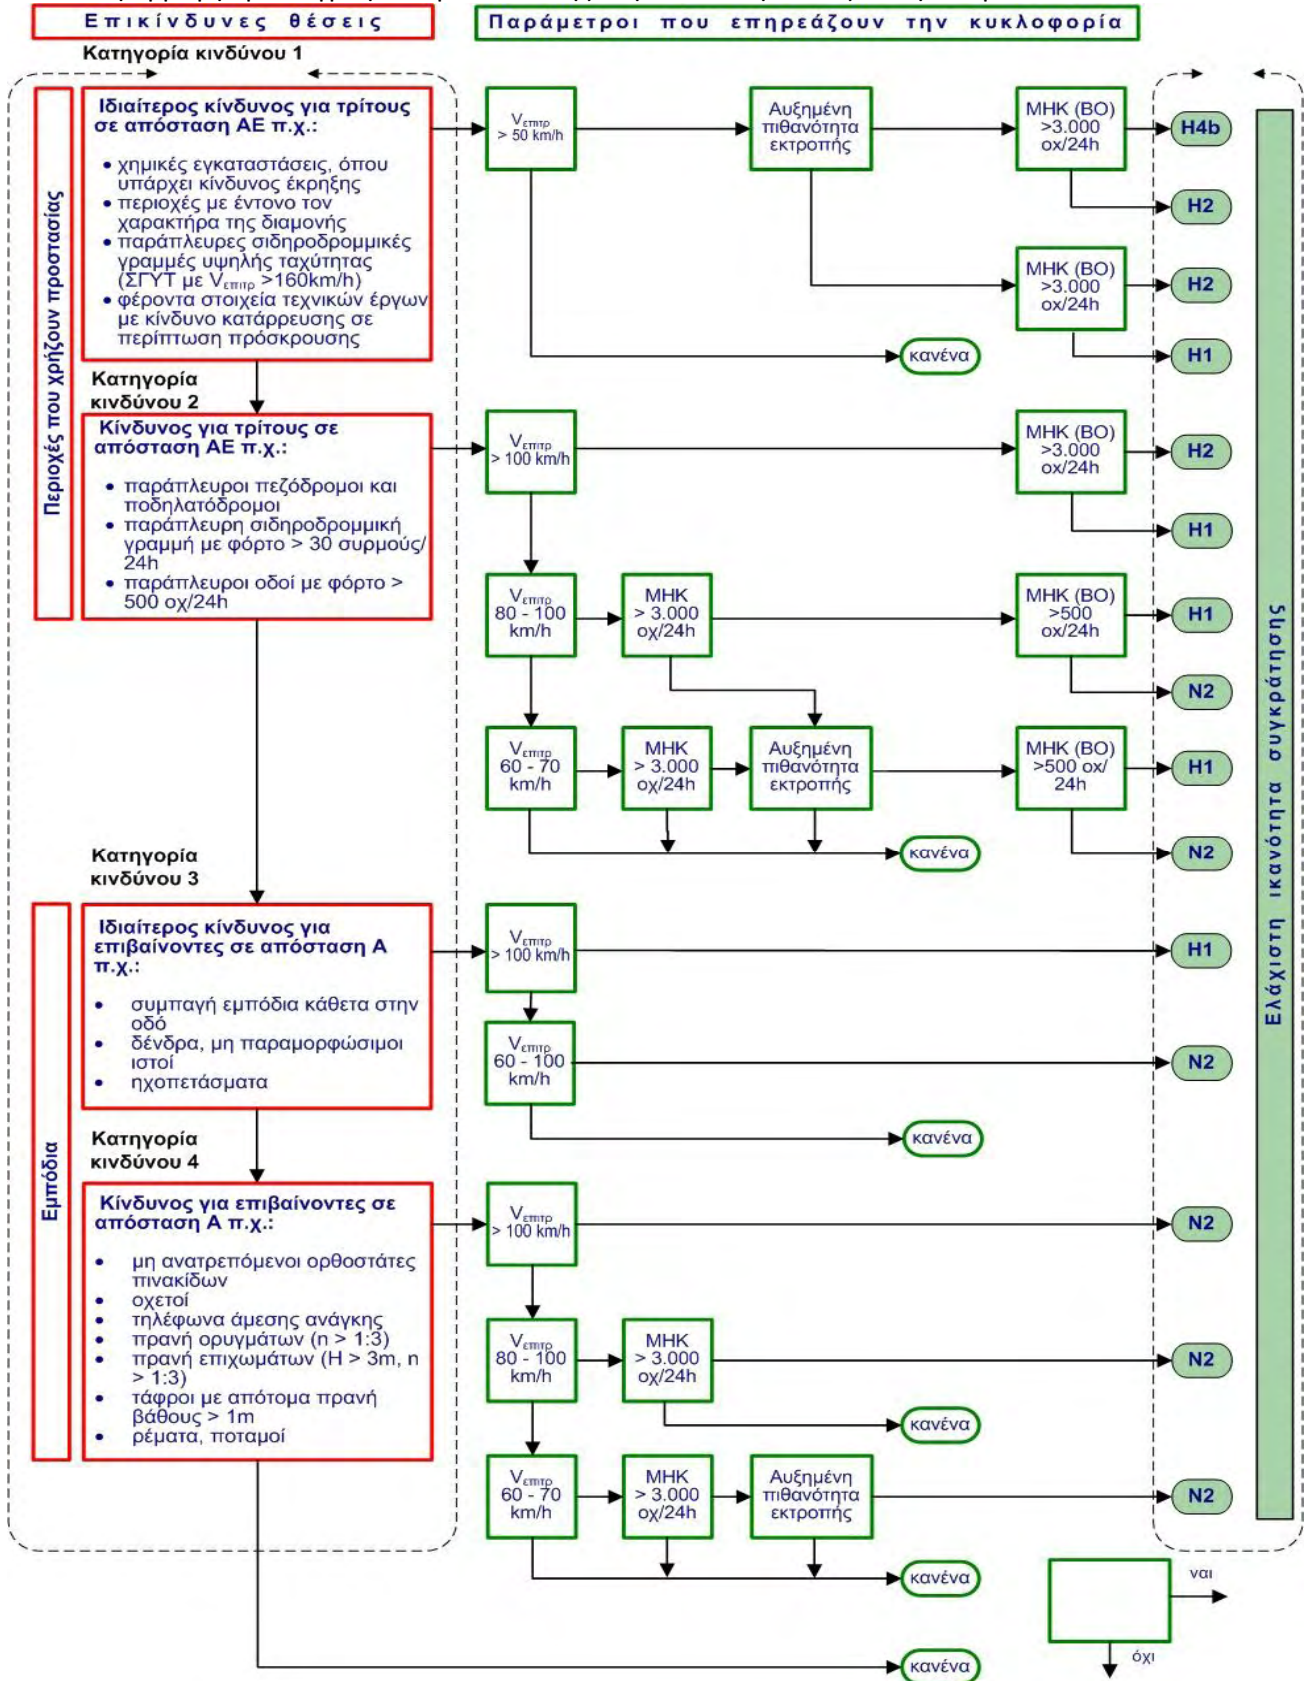 Επικίνδυνες θέσεις
Παράμετροι που επηρεάζουν την κυκλοφορία
Κατηγορία κινδύνου 1
Περιοχές που χρήζουν προστασίας
Ιδιαίτερος κίνδυνος για τρίτους
σε απόσταση ΑΕ π.χ.:
• χημικές εγκαταστάσεις, όπου
υπάρχει κίνδυνος έκρηξης
• περιοχές με έντονο τον
χαρακτήρα της διαμονής
• παράπλευρες σιδηροδρομμικές
γραμμές υψηλής ταχύτητας
(ΣΓΥΤ με Vεπιτρ >160km/h)
• φέροντα στοιχεία τεχνικών έργων
με κίνδυνο κατάρρευσης σε
περίπτωση πρόσκρουσης
Vεπιτρ
> 50 km/h
Αυξημένη
πιθανότητα
εκτροπής
ΜΗΚ (ΒΟ)
>3.000
οχ/24h
H4b
H2
ΜΗΚ (ΒΟ)
>3.000
οχ/24h
H2
H1
κανένα
Κατηγορία
κινδύνου 2
Κίνδυνος για τρίτους σε
απόσταση ΑΕ π.χ.:
• παράπλευροι πεζόδρομοι και
ποδηλατόδρομοι
• παράπλευρη σιδηροδρομμική
γραμμή με φόρτο > 30 συρμούς/
24h
• παράπλευροι οδοί με φόρτο >
500 οχ/24h
Vεπιτρ
> 100 km/h
ΜΗΚ (ΒΟ)
>3.000
οχ/24h
H2
H1
Vεπιτρ
80 - 100
km/h
ΜΗΚ
> 3.000
οχ/24h
ΜΗΚ (ΒΟ)
>500
οχ/24h
H1
N2
Vεπιτρ
60 - 70
km/h
ΜΗΚ
> 3.000
οχ/24h
Αυξημένη
πιθανότητα
εκτροπής
ΜΗΚ (ΒΟ)
>500 οχ/
24h
H1
N2
κανένα
Ελάχιστη ικανότητα συγκράτησης
Κατηγορία
κινδύνου 3
Εμπόδια
Ιδιαίτερος κίνδυνος για
επιβαίνοντες σε απόσταση Α
π.χ.:
• συμπαγή εμπόδια κάθετα στην
οδό
• δένδρα, μη παραμορφώσιμοι
ιστοί
• ηχοπετάσματα
Vεπιτρ
> 100 km/h
H1
Vεπιτρ
60 - 100
km/h
N2
κανένα
Κατηγορία
κινδύνου 4
Κίνδυνος για επιβαίνοντες σε
απόσταση Α π.χ.:
• μη ανατρεπόμενοι ορθοστάτες
πινακίδων
• οχετοί
• τηλέφωνα άμεσης ανάγκης
• πρανή ορυγμάτων (n > 1:3)
• πρανή επιχωμάτων (H > 3m, n
> 1:3)
• τάφροι με απότομα πρανή
βάθους > 1m
• ρέματα, ποταμοί
Vεπιτρ
> 100 km/h
N2
Vεπιτρ
80 - 100
km/h
ΜΗΚ
> 3.000
οχ/24h
N2
κανένα
Vεπιτρ
60 - 70
km/h
ΜΗΚ
> 3.000
οχ/24h
Αυξημένη
πιθανότητα
εκτροπής
N2
κανένα
κανένα
ναι
όχι